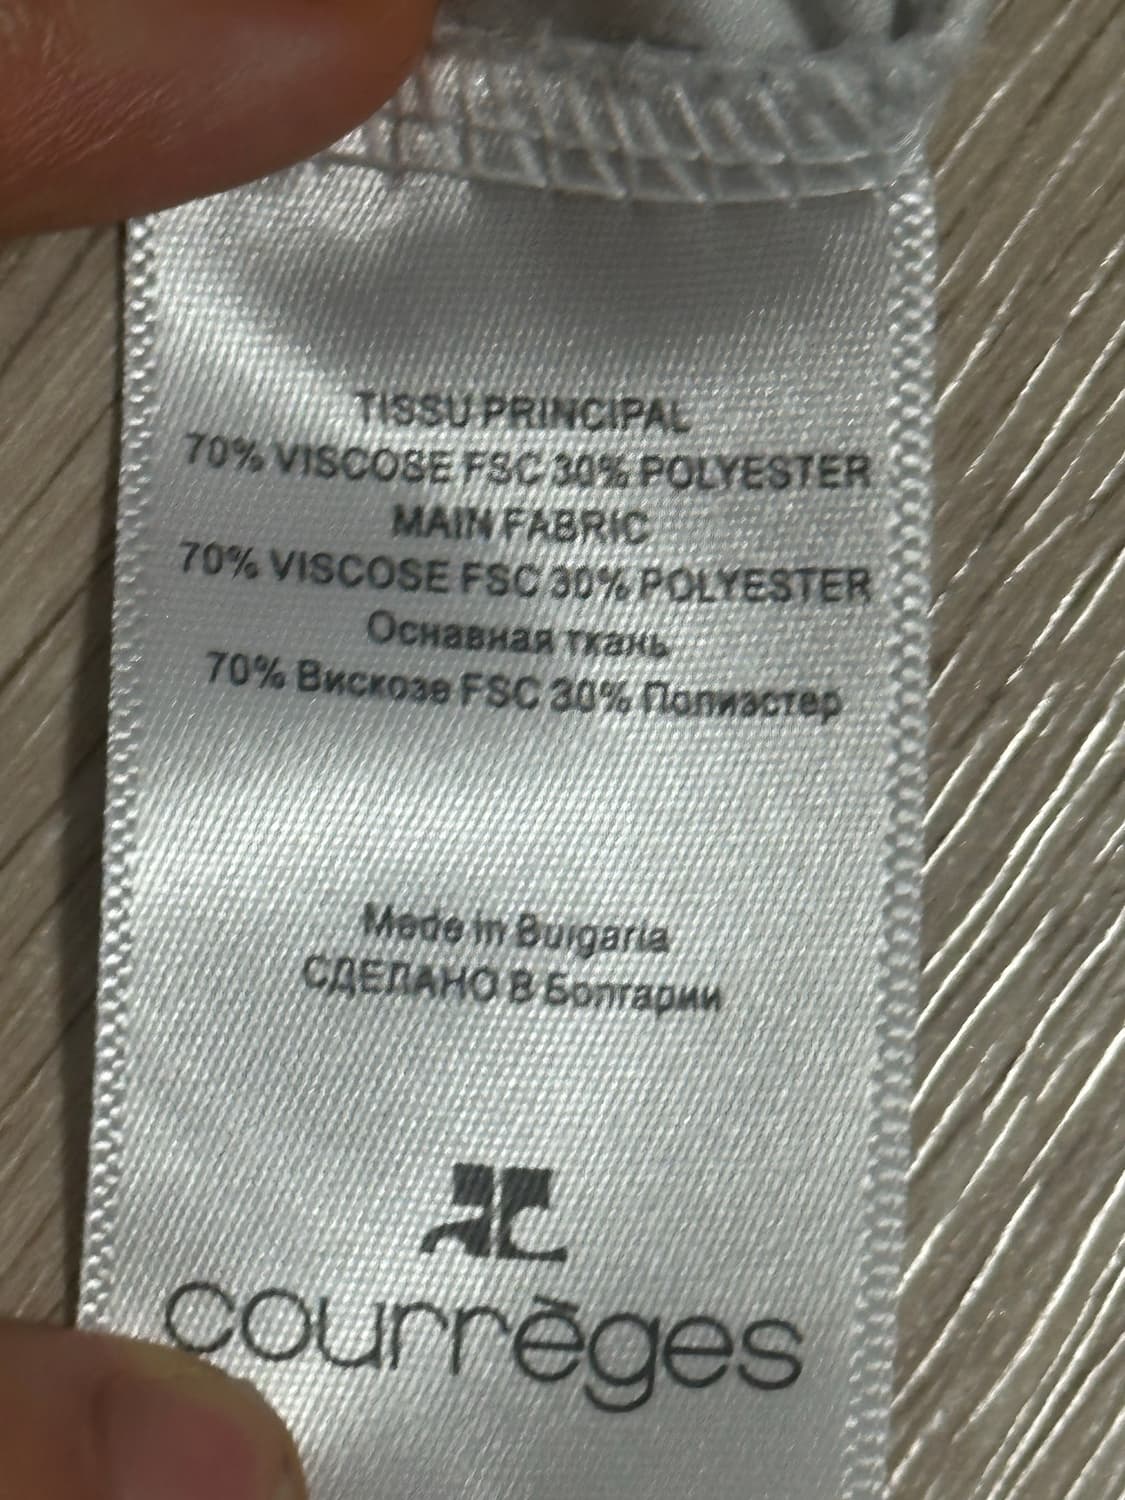 TISSU PRINCIPAL
70% VISCOSE FSC 30% POLYESTER
MAIN FABRIC
70% VISCOSE FSC 30% POLYESTER
Оснавная ткань
70% Вискозе FSC 30% Полиэстер
Made in Bulgaria
СДЕЛАНО В Болгарии
courrèges